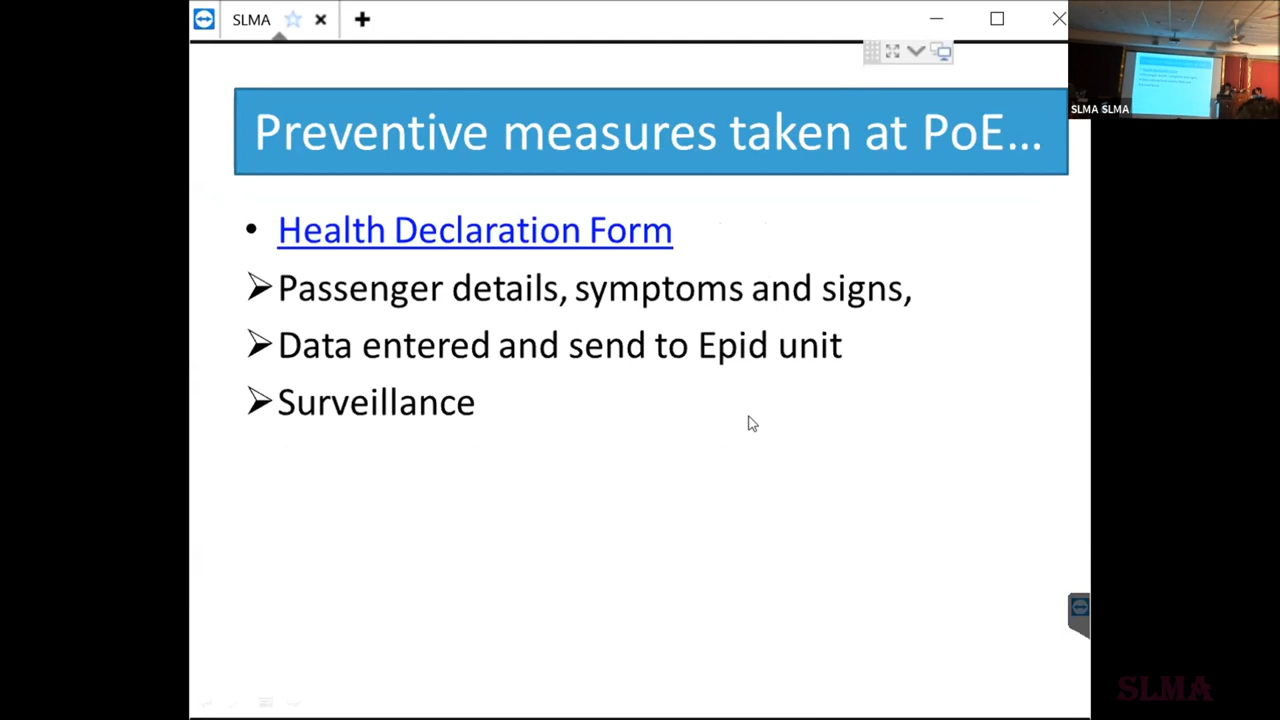 SLMA
SLMA SLMA
Preventive measures taken at PoE...
• Health Declaration Form
➢ Passenger details, symptoms and signs,
➢ Data entered and send to Epid unit
➢ Surveillance
SLMA